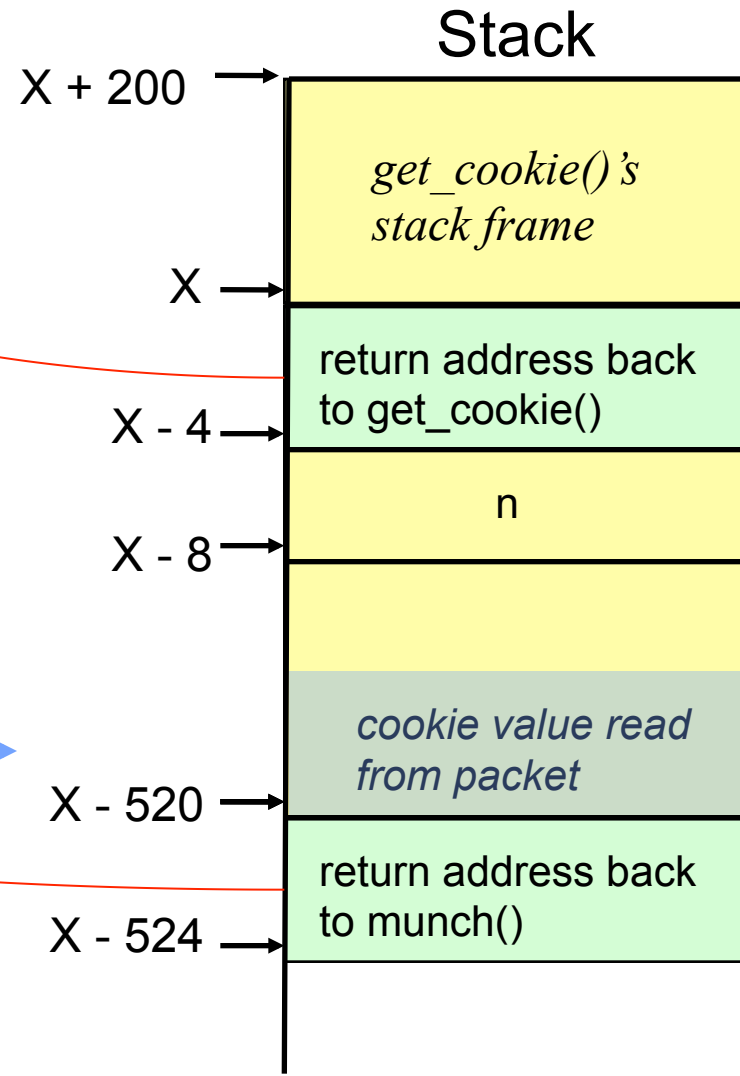 Stack
X + 200
get_cookie()’s
stack frame
X
return address back
to get_cookie()
X - 4
n
X - 8
cookie value read
from packet
X - 520
return address back
to munch()
X - 524